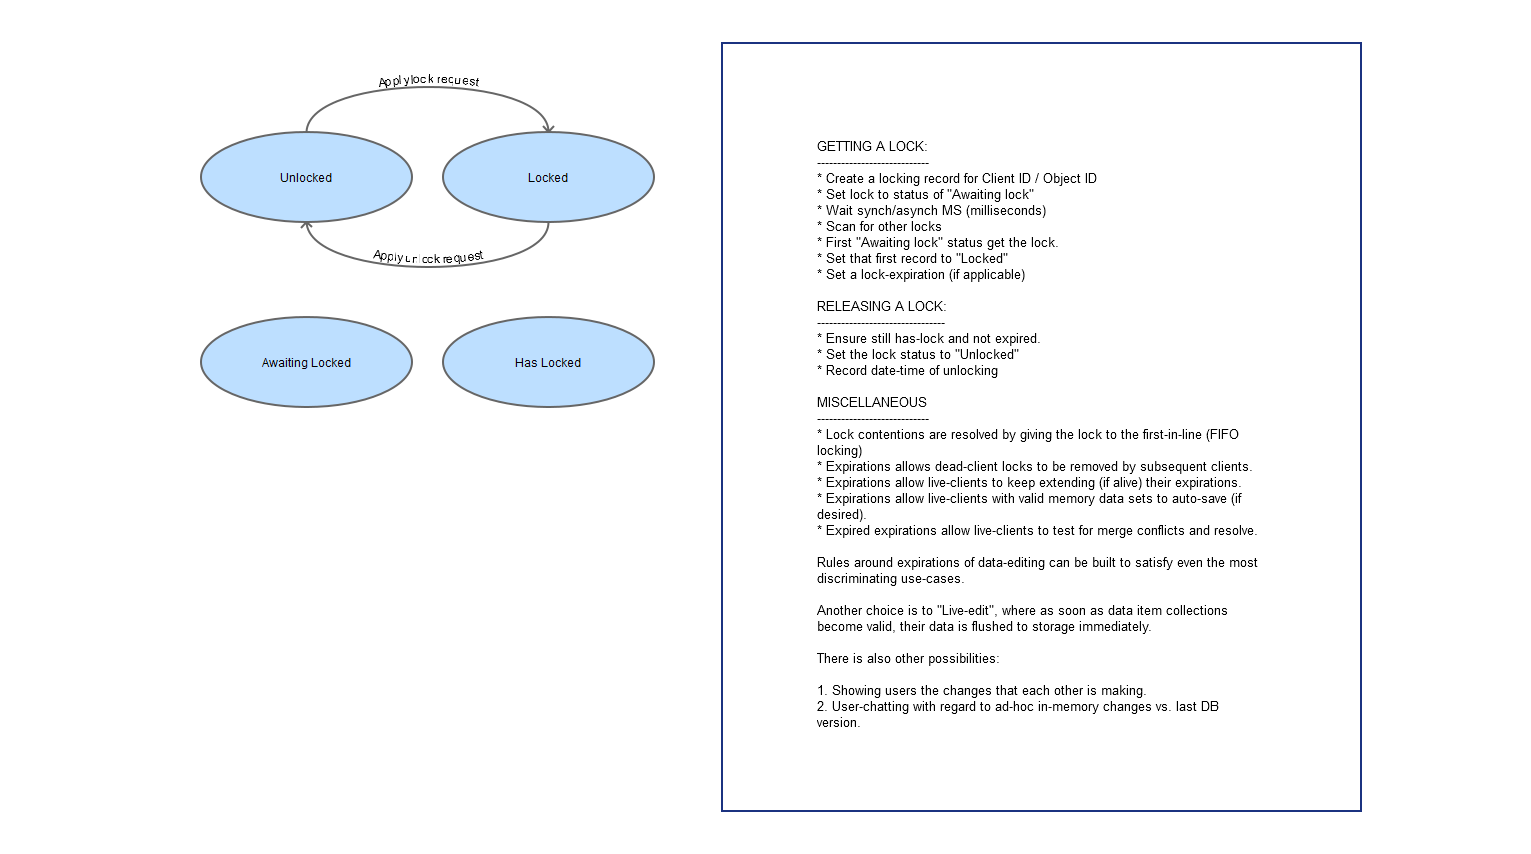 Apply lock request
Unlocked
Locked
Apply unlock request
Awaiting Locked
Has Locked
GETTING A LOCK:
----------------------------
* Create a locking record for Client ID / Object ID
* Set lock to status of "Awaiting lock"
* Wait synch/asynch MS (milliseconds)
* Scan for other locks
* First "Awaiting lock" status get the lock.
* Set that first record to "Locked"
* Set a lock-expiration (if applicable)
RELEASING A LOCK:
--------------------------------
* Ensure still has-lock and not expired.
* Set the lock status to "Unlocked"
* Record date-time of unlocking
MISCELLANEOUS
----------------------------
* Lock contentions are resolved by giving the lock to the first-in-line (FIFO
locking)
* Expirations allows dead-client locks to be removed by subsequent clients.
* Expirations allow live-clients to keep extending (if alive) their expirations.
* Expirations allow live-clients with valid memory data sets to auto-save (if
desired).
* Expired expirations allow live-clients to test for merge conflicts and resolve.
Rules around expirations of data-editing can be built to satisfy even the most
discriminating use-cases.
Another choice is to "Live-edit", where as soon as data item collections
become valid, their data is flushed to storage immediately.
There is also other possibilities:
1. Showing users the changes that each other is making.
2. User-chatting with regard to ad-hoc in-memory changes vs. last DB
version.